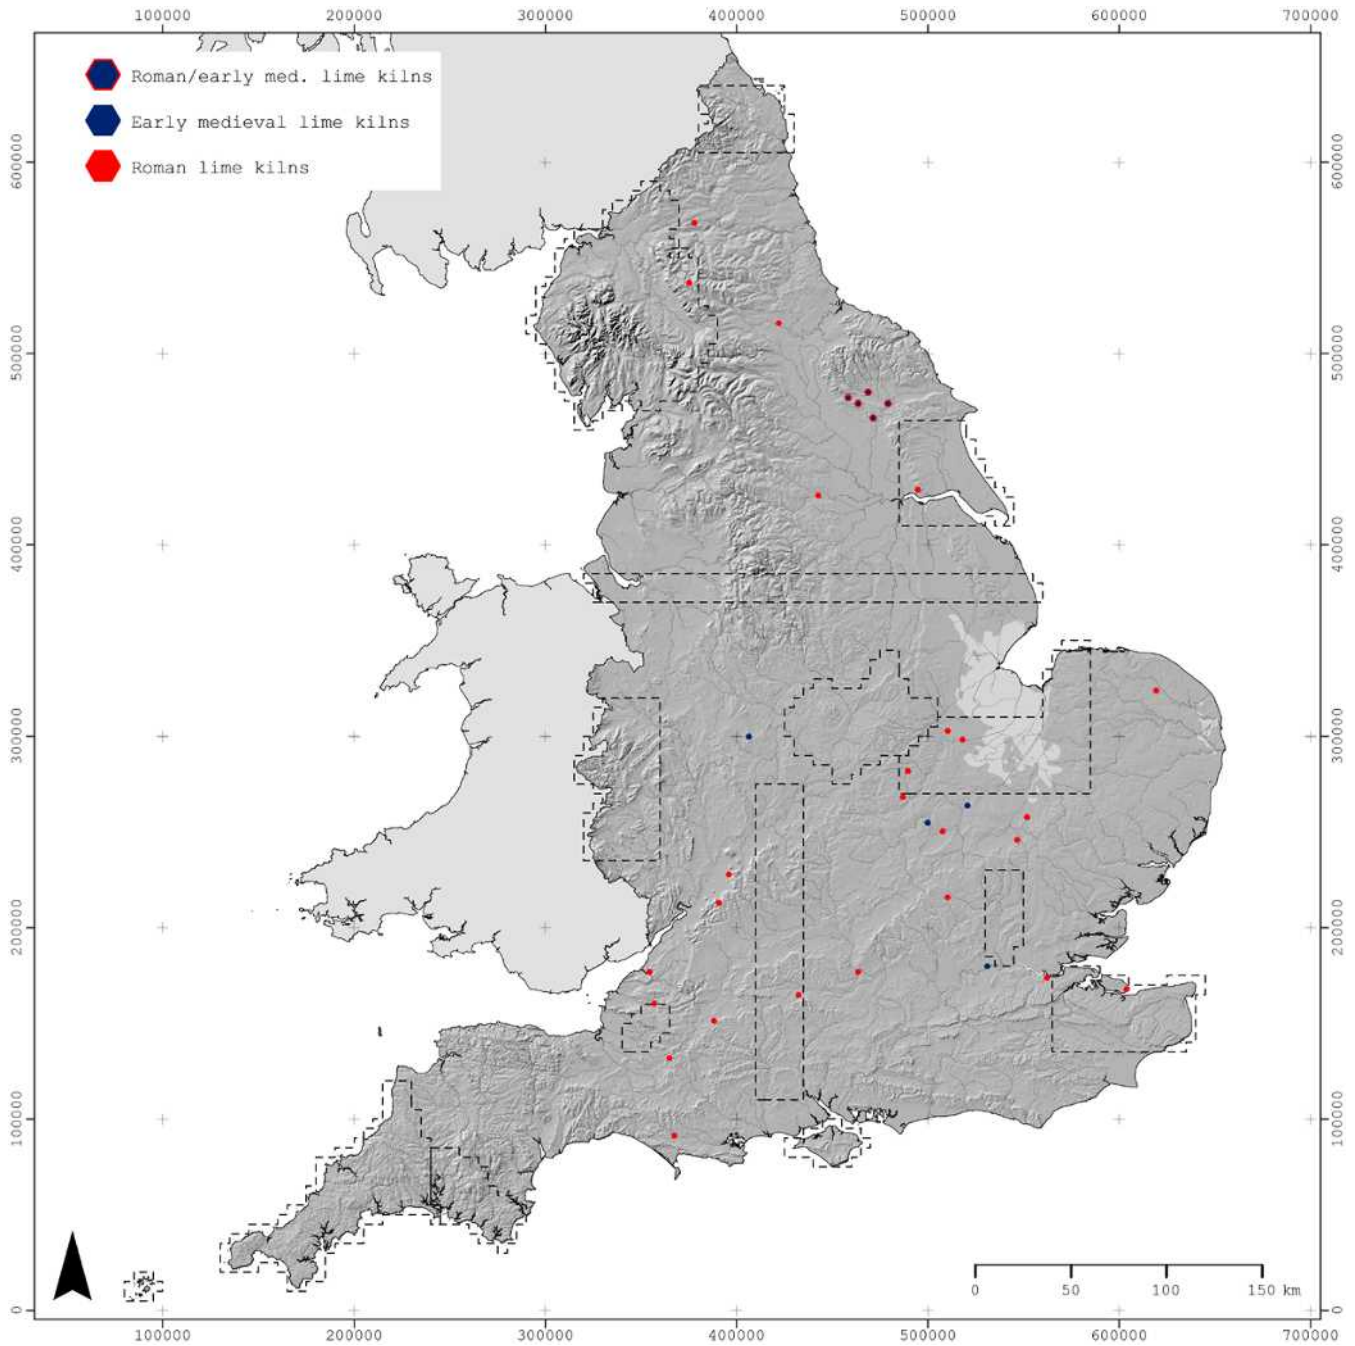 100000 200000 300000 400000 500000 600000 700000
Roman/early med. lime kilns
Early medieval lime kilns
Roman lime kilns
600000 600000
500000 500000
400000 400000
300000 300000
200000 200000
100000 100000
0 50 100 150 km
0 0
100000 200000 300000 400000 500000 600000 700000